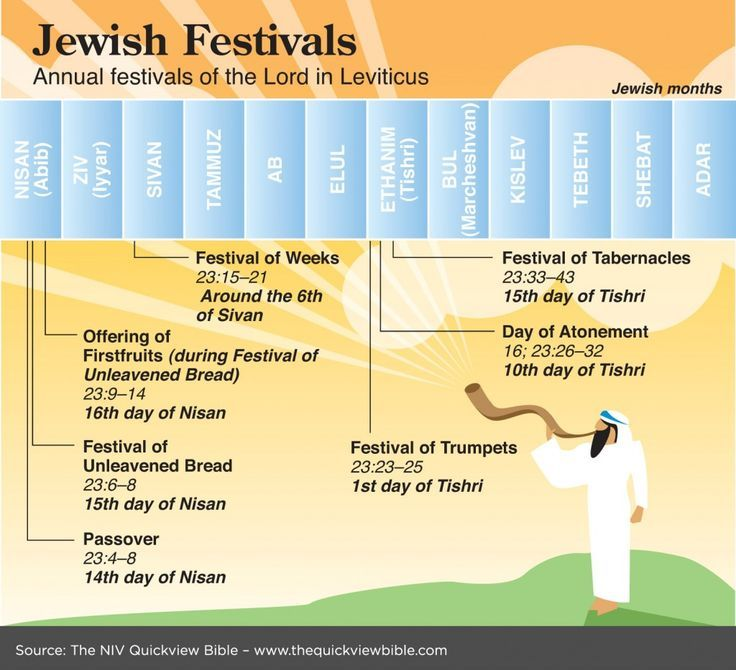 Jewish Festivals
Annual festivals of the Lord in Leviticus
Jewish months
NISAN
(Abib)
ZIV
(Iyyar)
SIVAN
TAMMUZ
AB
ELUL
ETHANIM
(Tishri)
BUL
(Marcheshvan)
KISLEV
TEBETH
SHEBAT
ADAR
Festival of Weeks
23:15–21
Around the 6th
of Sivan
Offering of
Firstfruits (during Festival of
Unleavened Bread)
23:9–14
16th day of Nisan
Festival of
Unleavened Bread
23:6–8
15th day of Nisan
Passover
23:4–8
14th day of Nisan
Festival of Tabernacles
23:33–43
15th day of Tishri
Day of Atonement
16; 23:26–32
10th day of Tishri
Festival of Trumpets
23:23–25
1st day of Tishri
Source: The NIV Quickview Bible – www.thequickviewbible.com